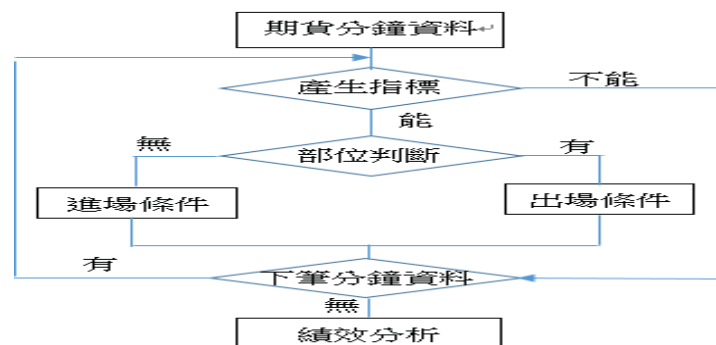 期貨分鐘資料
產生指標
不能
能
無
部位判斷
有
進場條件
出場條件
有
下筆分鐘資料
無
績效分析